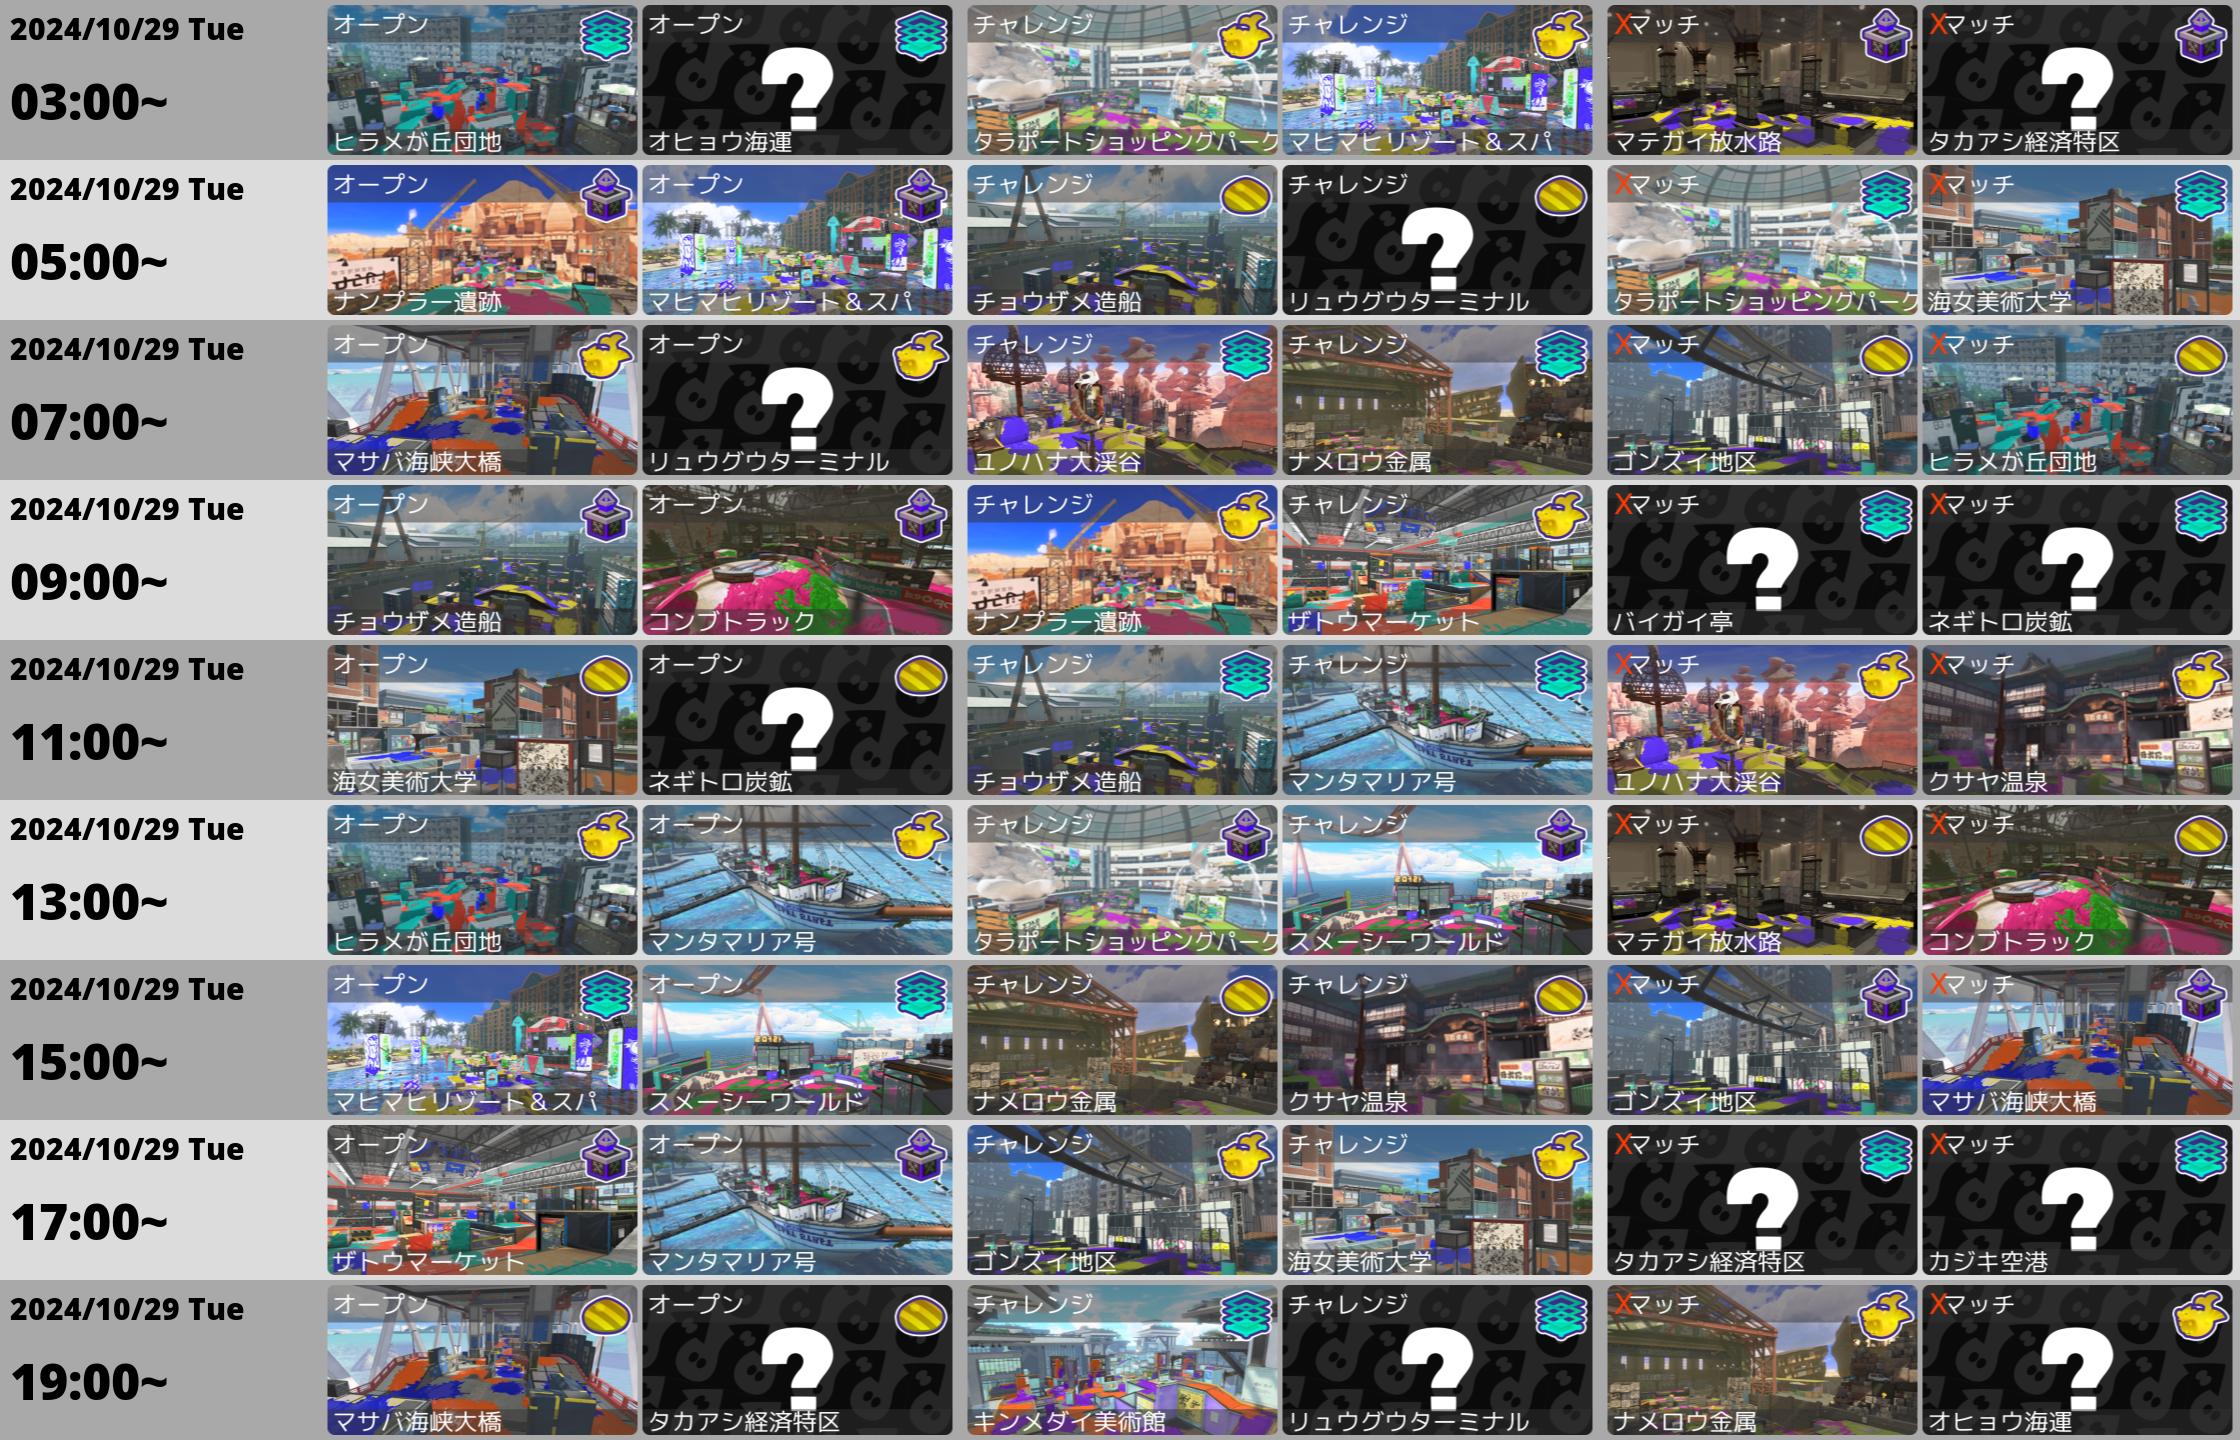 2024/10/29 Tue
03:00~
オープン
ヒラメが丘団地
オープン
オヒョウ海運
チャレンジ
タラポートショッピングパーク
チャレンジ
マヒマヒリゾート＆スパ
Xマッチ
マテガイ放水路
Xマッチ
タカアシ経済特区
2024/10/29 Tue
05:00~
オープン
ナンプラー遺跡
オープン
マヒマヒリゾート＆スパ
チャレンジ
チョウザメ造船
チャレンジ
リュウグウターミナル
Xマッチ
タラポートショッピングパーク
Xマッチ
海女美術大学
2024/10/29 Tue
07:00~
オープン
マサバ海峡大橋
オープン
リュウグウターミナル
チャレンジ
ユノハナ大渓谷
チャレンジ
ナメロウ金属
Xマッチ
ゴンズイ地区
Xマッチ
ヒラメが丘団地
2024/10/29 Tue
09:00~
オープン
チョウザメ造船
オープン
コンブトラック
チャレンジ
ナンプラー遺跡
チャレンジ
ザトウマーケット
Xマッチ
バイガイ亭
Xマッチ
ネギトロ炭鉱
2024/10/29 Tue
11:00~
オープン
海女美術大学
オープン
ネギトロ炭鉱
チャレンジ
チョウザメ造船
チャレンジ
マンタマリア号
Xマッチ
ユノハナ大渓谷
Xマッチ
クサヤ温泉
2024/10/29 Tue
13:00~
オープン
ヒラメが丘団地
オープン
マンタマリア号
チャレンジ
タラポートショッピングパーク
チャレンジ
スメーシーワールド
Xマッチ
マテガイ放水路
Xマッチ
コンブトラック
2024/10/29 Tue
15:00~
オープン
マヒマヒリゾート＆スパ
オープン
スメーシーワールド
チャレンジ
ナメロウ金属
チャレンジ
クサヤ温泉
Xマッチ
ゴンズイ地区
Xマッチ
マサバ海峡大橋
2024/10/29 Tue
17:00~
オープン
ザトウマーケット
オープン
マンタマリア号
チャレンジ
ゴンズイ地区
チャレンジ
海女美術大学
Xマッチ
タカアシ経済特区
Xマッチ
カジキ空港
2024/10/29 Tue
19:00~
オープン
マサバ海峡大橋
オープン
タカアシ経済特区
チャレンジ
キンメダイ美術館
チャレンジ
リュウグウターミナル
Xマッチ
ナメロウ金属
Xマッチ
オヒョウ海運